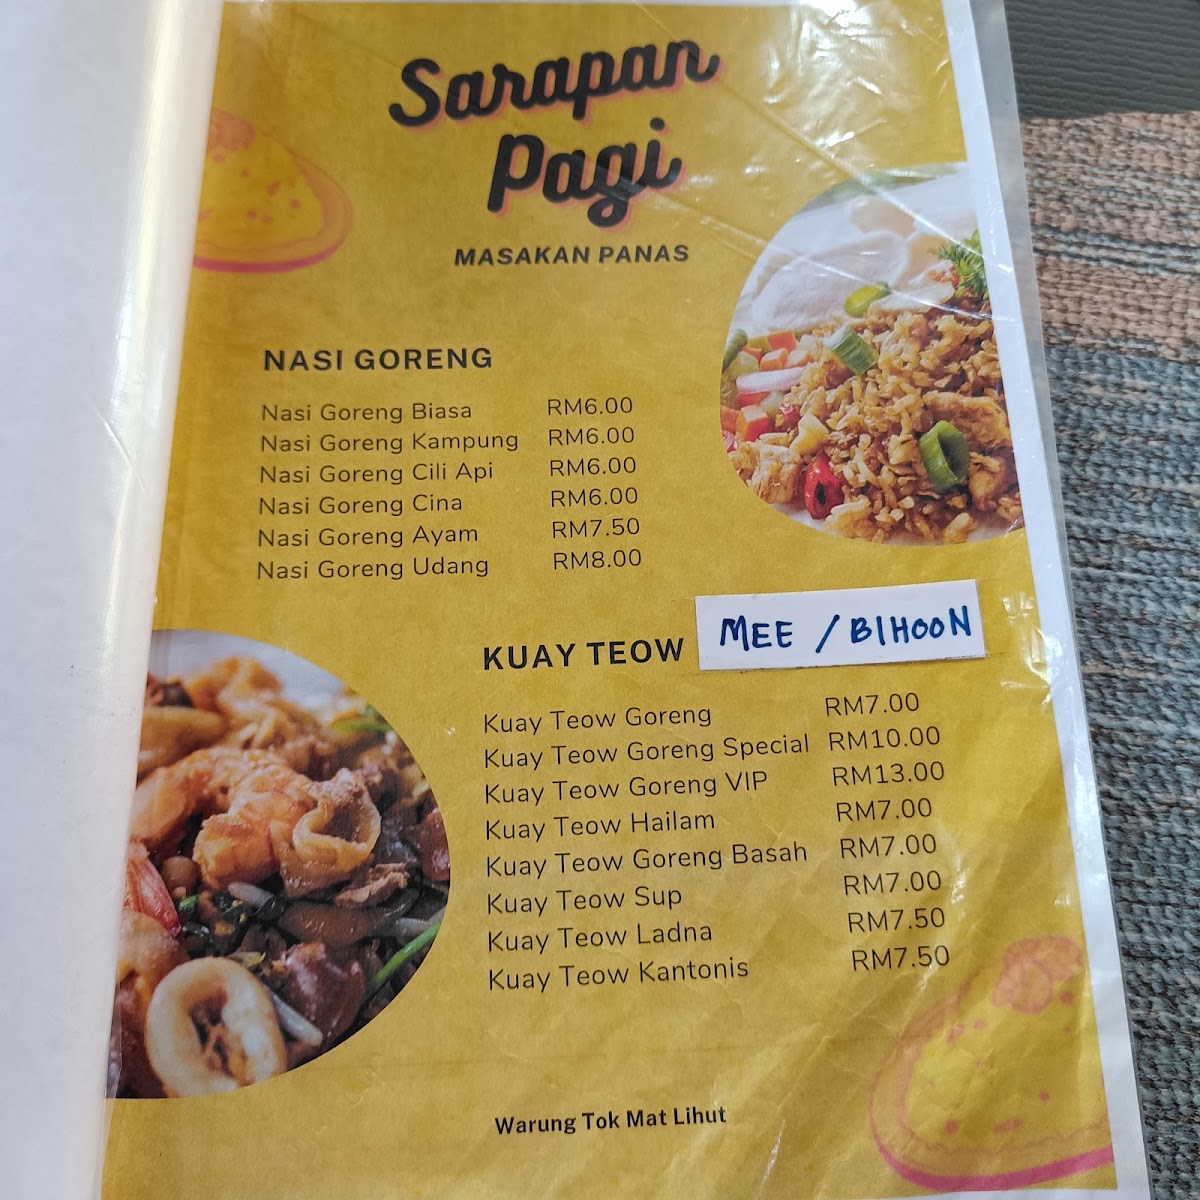 Sarapan
Pagi
MASAKAN PANAS
NASI GORENG
Nasi Goreng Biasa RM6.00
Nasi Goreng Kampung RM6.00
Nasi Goreng Cili Api RM6.00
Nasi Goreng Cina RM6.00
Nasi Goreng Ayam RM7.50
Nasi Goreng Udang RM8.00
KUAY TEOW MEE / BIHOON
Kuay Teow Goreng RM7.00
Kuay Teow Goreng Special RM10.00
Kuay Teow Goreng VIP RM13.00
Kuay Teow Hailam RM7.00
Kuay Teow Goreng Basah RM7.00
Kuay Teow Sup RM7.00
Kuay Teow Ladna RM7.50
Kuay Teow Kantonis RM7.50
Warung Tok Mat Lihut